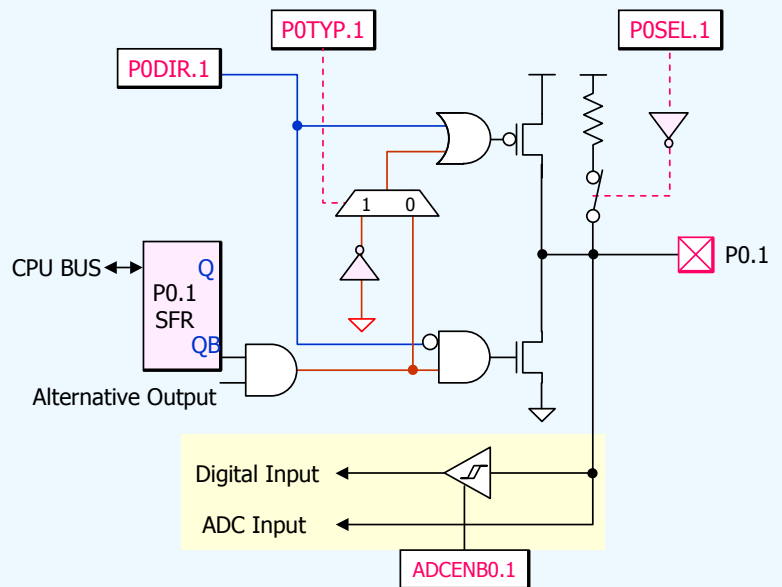 P0TYP.1
P0SEL.1
P0DIR.1
1 0
CPU BUS
Q
P0.1
SFR
QB
P0.1
Alternative Output
Digital Input
ADC Input
ADCENB0.1